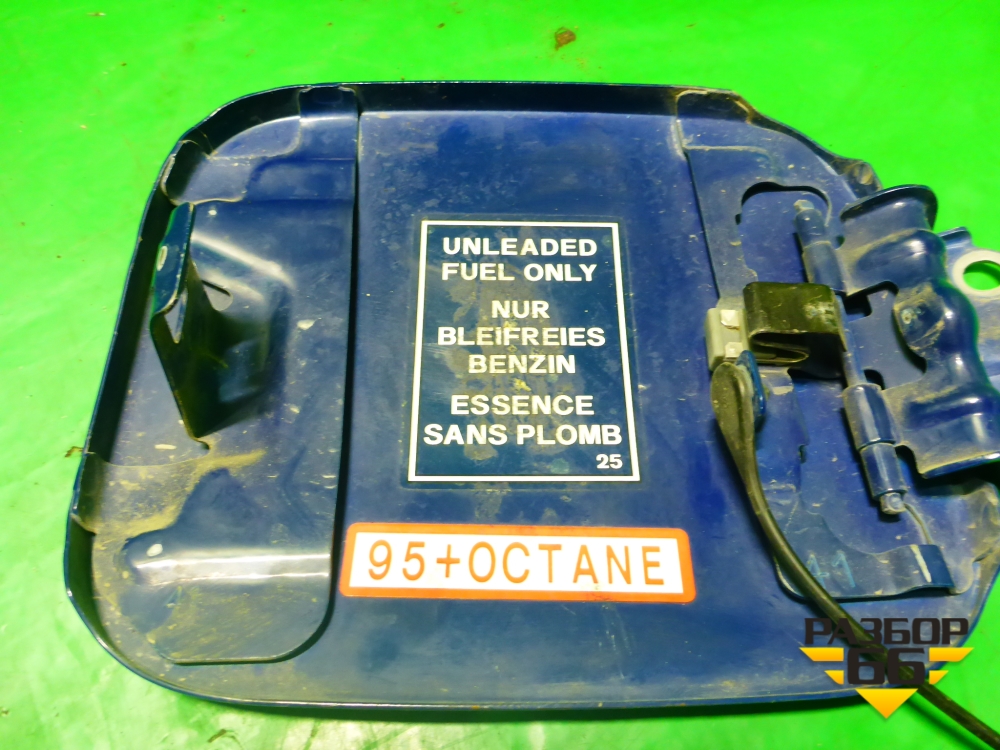 UNLEADED
FUEL ONLY
NUR
BLEIFREIES
BENZIN
ESSENCE
SANS PLOMB
25
95+OCTANE
РАЗБОР
66